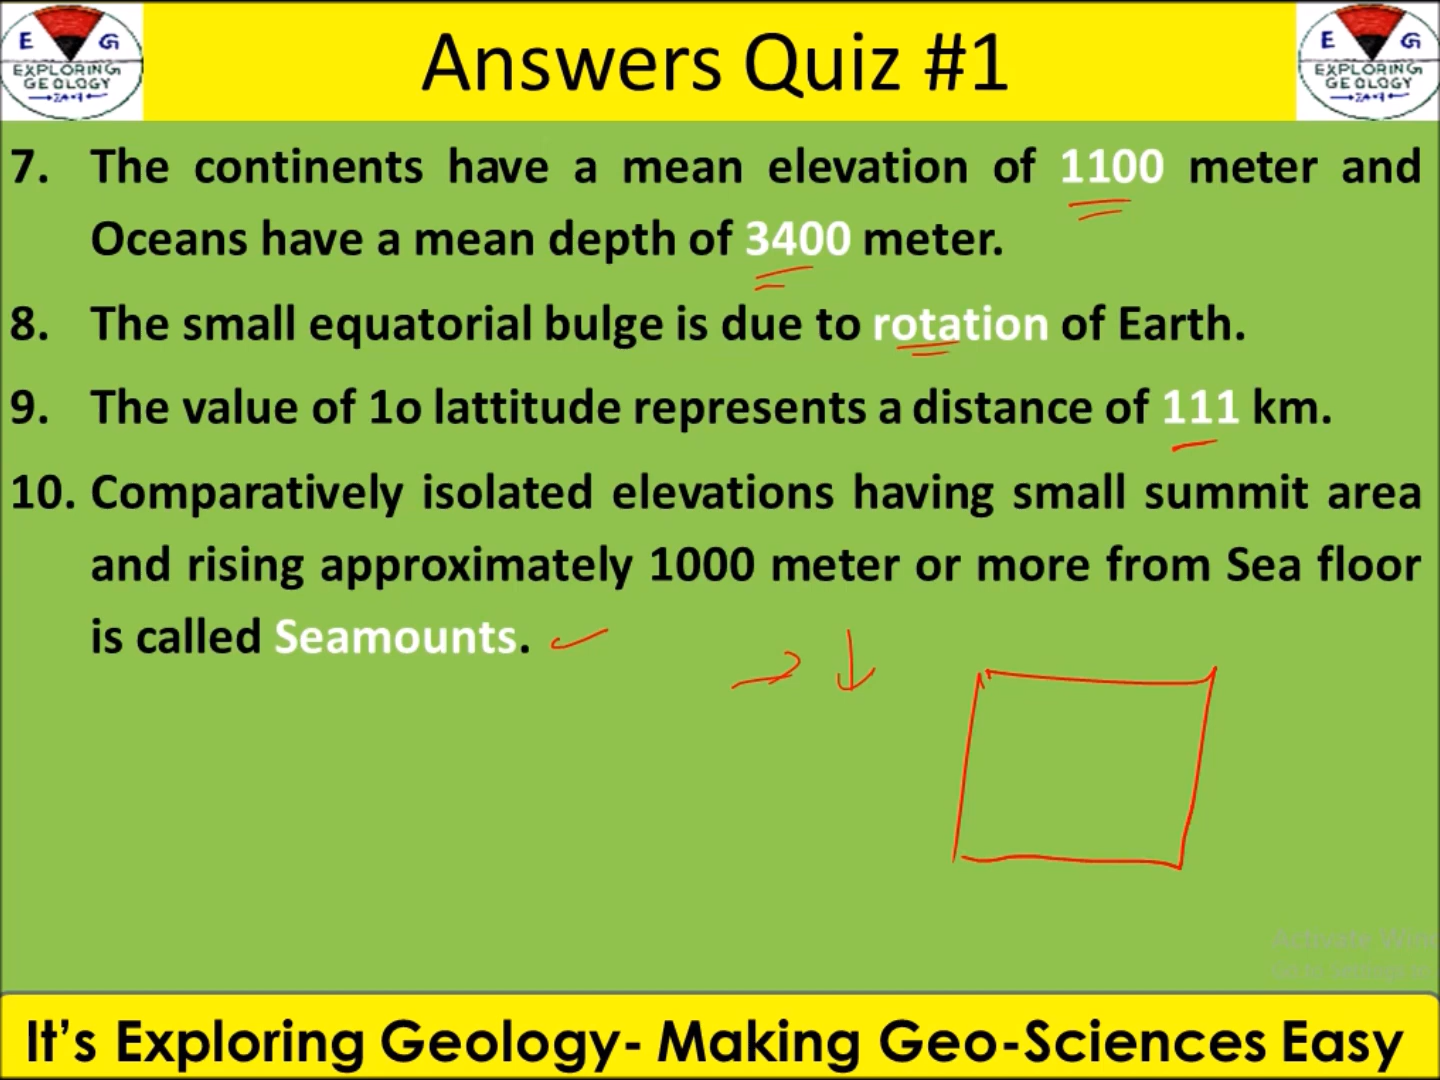 E G
EXPLORING
GEOLOGY
Answers Quiz #1
E G
EXPLORING
GEOLOGY
7. The continents have a mean elevation of 1100 meter and
Oceans have a mean depth of 3400 meter.
8. The small equatorial bulge is due to rotation of Earth.
9. The value of 1o lattitude represents a distance of 111 km.
10. Comparatively isolated elevations having small summit area
and rising approximately 1000 meter or more from Sea floor
is called Seamounts.
Activate
It's Exploring Geology- Making Geo-Sciences Easy